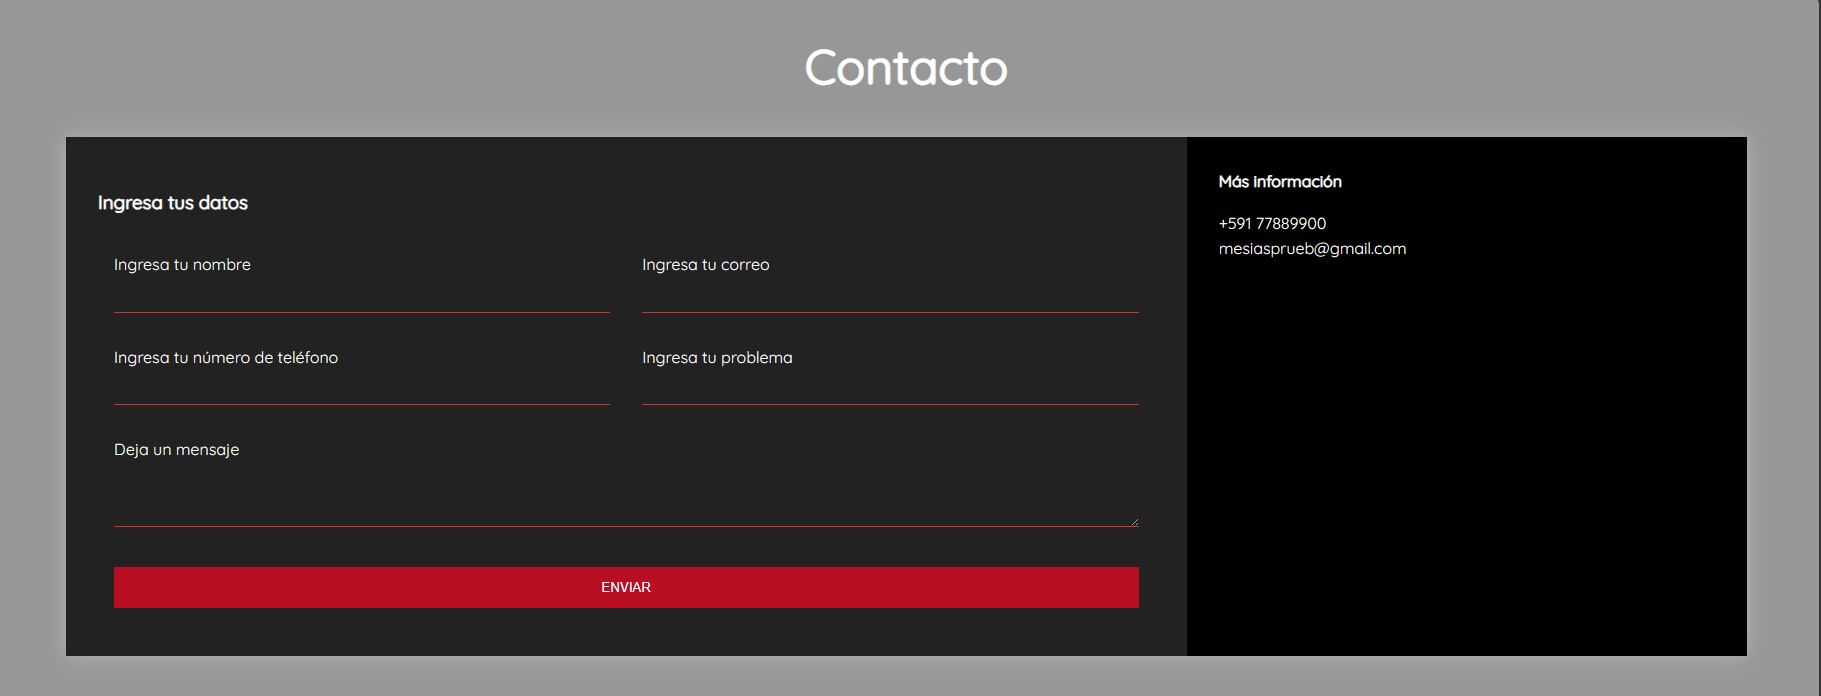 Contacto
Ingresa tus datos
Ingresa tu nombre
Ingresa tu correo
Ingresa tu número de teléfono
Ingresa tu problema
Deja un mensaje
ENVIAR
Más información
+591 77889900
mesiasprueb@gmail.com